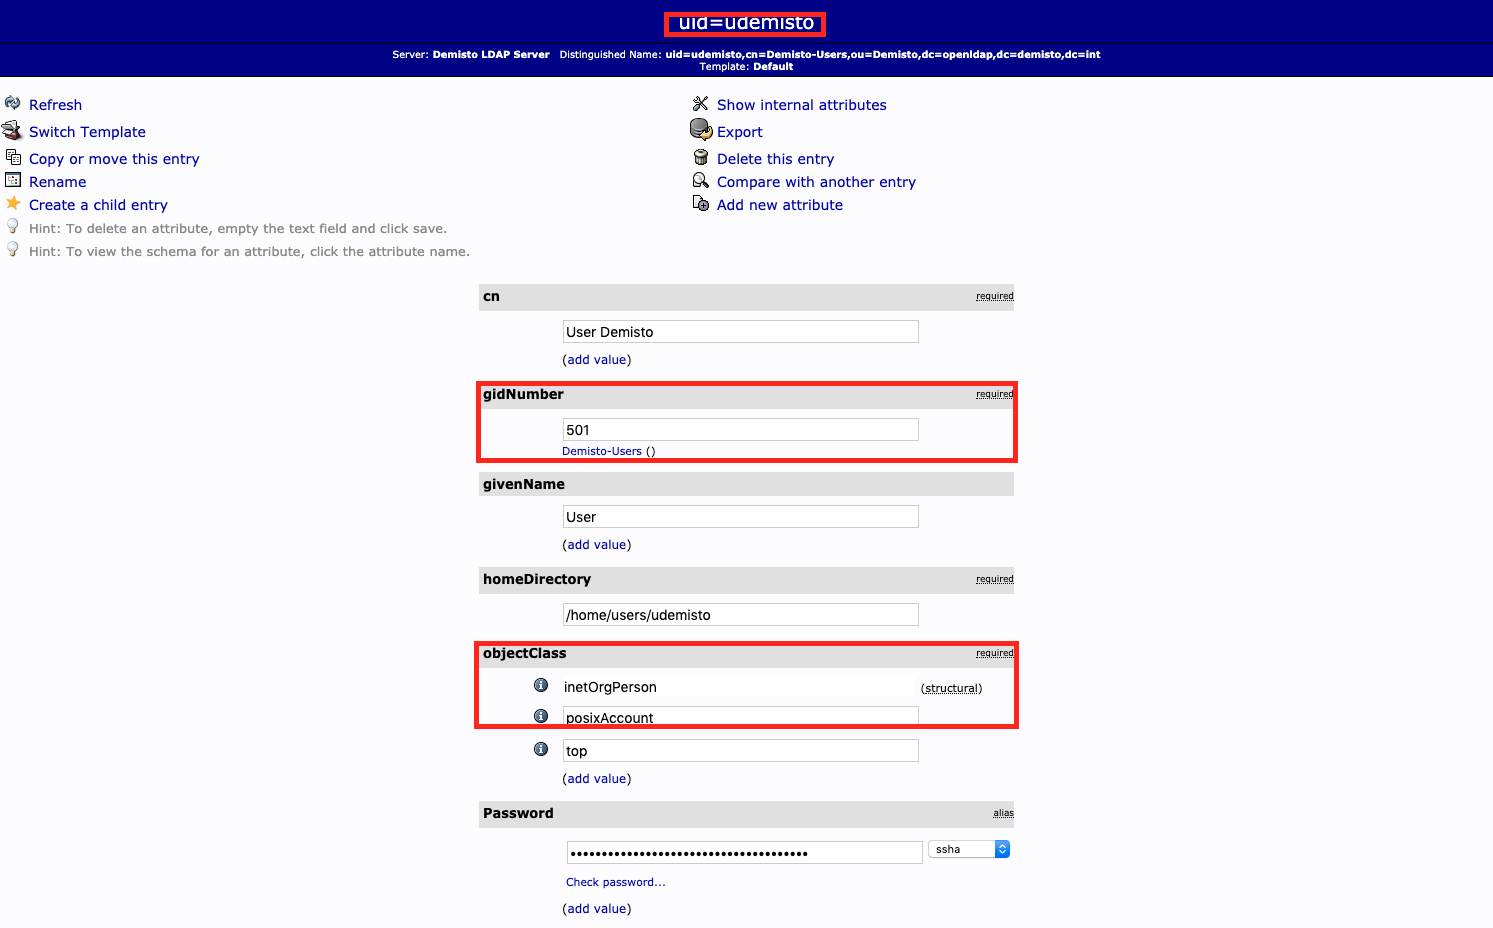 uid=udemisto
Server: Demisto LDAP Server Distinguished Name: uid=udemisto,cn=Demisto-Users,ou=Demisto,dc=openldap,dc=demisto,dc=int
Template: Default
Refresh
Show internal attributes
Switch Template
Export
Copy or move this entry
Delete this entry
Rename
Compare with another entry
Create a child entry
Add new attribute
Hint: To delete an attribute, empty the text field and click save.
Hint: To view the schema for an attribute, click the attribute name.
cn required
User Demisto
(add value)
gidNumber required
501
Demisto-Users ()
givenName
User
(add value)
homeDirectory required
/home/users/udemisto
objectClass required
inetOrgPerson (structural)
posixAccount
top
(add value)
Password alias
•••••••••••••••••••••••••••••••••••••• ssha
Check password...
(add value)